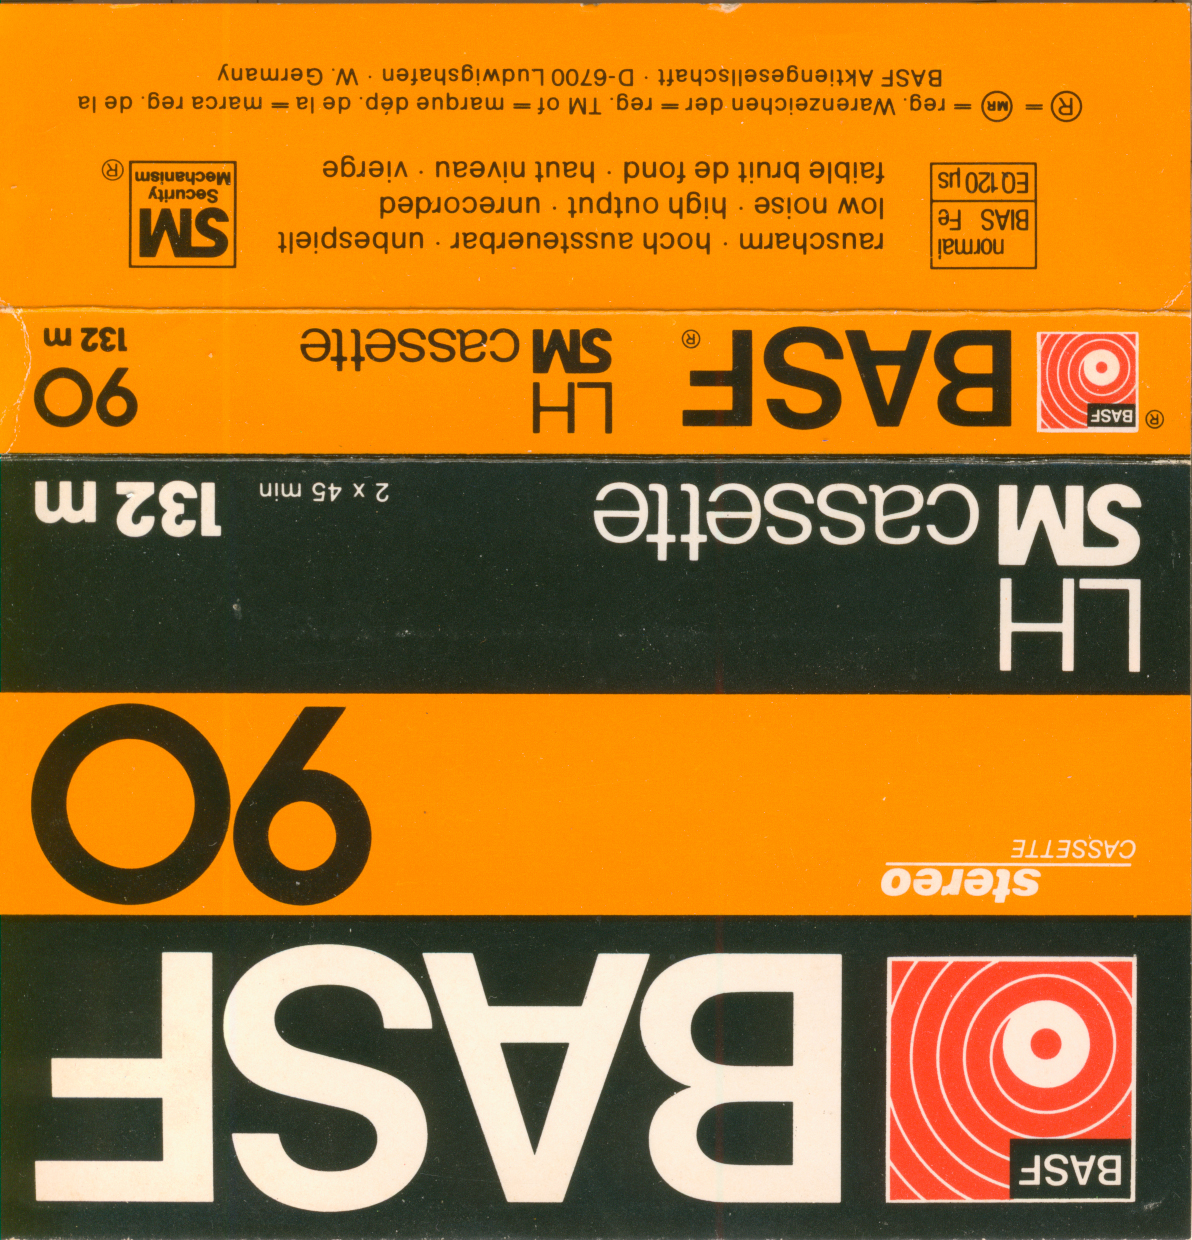 BASF
BASF
stereo
CASSETTE
90
LH
SM cassette
2 x 45 min
132 m
®
BASF
BASF®
LH
SM cassette
90
132 m
normal
BIAS Fe
EQ 120 µs
rauscharm · hoch aussteuerbar · unbespielt
low noise · high output · unrecorded
faible bruit de fond · haut niveau · vierge
SM
Security
Mechanism
®
® = MR = reg. Warenzeichen der = reg. TM of = marque dép. de la = marca reg. de la
BASF Aktiengesellschaft · D-6700 Ludwigshafen · W. Germany